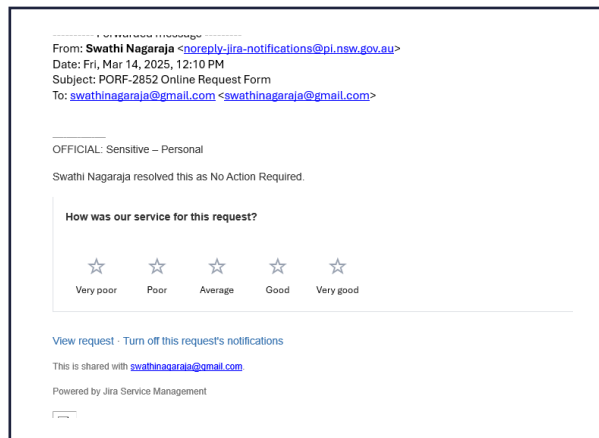 ---------- Forwarded message ---------
From: Swathi Nagaraja <noreply-jira-notifications@pi.nsw.gov.au>
Date: Fri, Mar 14, 2025, 12:10 PM
Subject: PORF-2852 Online Request Form
To: swathinagaraja@gmail.com <swathinagaraja@gmail.com>
OFFICIAL: Sensitive – Personal
Swathi Nagaraja resolved this as No Action Required.
How was our service for this request?
Very poor Poor Average Good Very good
View request · Turn off this request's notifications
This is shared with swathinagaraja@gmail.com.
Powered by Jira Service Management